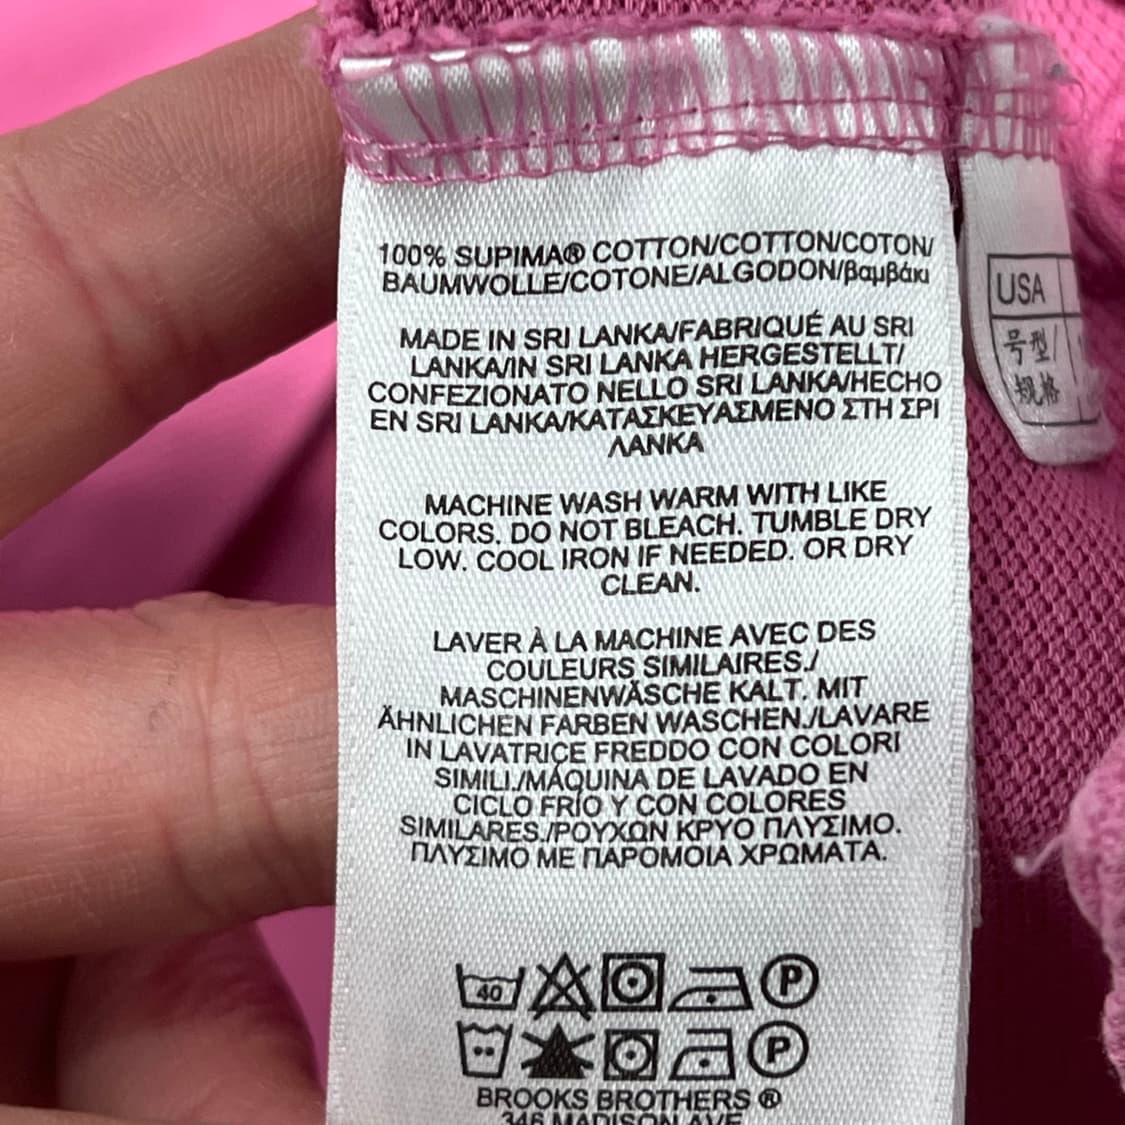 100% SUPIMA® COTTON/COTTON/COTON/
BAUMWOLLE/COTONE/ALGODON/βαμβάκι
MADE IN SRI LANKA/FABRIQUÉ AU SRI
LANKA/IN SRI LANKA HERGESTELLT/
CONFEZIONATO NELLO SRI LANKA/HECHO
EN SRI LANKA/ΚΑΤΑΣΚΕΥΑΣΜΕΝΟ ΣΤΗ ΣΡΙ
ΛΑΝΚΑ
MACHINE WASH WARM WITH LIKE
COLORS. DO NOT BLEACH. TUMBLE DRY
LOW. COOL IRON IF NEEDED. OR DRY
CLEAN.
LAVER À LA MACHINE AVEC DES
COULEURS SIMILAIRES./
MASCHINENWÄSCHE KALT. MIT
ÄHNLICHEN FARBEN WASCHEN./LAVARE
IN LAVATRICE FREDDO CON COLORI
SIMILI./MÁQUINA DE LAVADO EN
CICLO FRÍO Y CON COLORES
SIMILARES./ΡΟΥΧΩΝ ΚΡΥΟ ΠΛΥΣΙΜΟ.
ΠΛΥΣΙΜΟ ΜΕ ΠΑΡΟΜΟΙΑ ΧΡΩΜΑΤΑ.
40 P
P
BROOKS BROTHERS ®
346 MADISON AVE
USA
号型/
规格